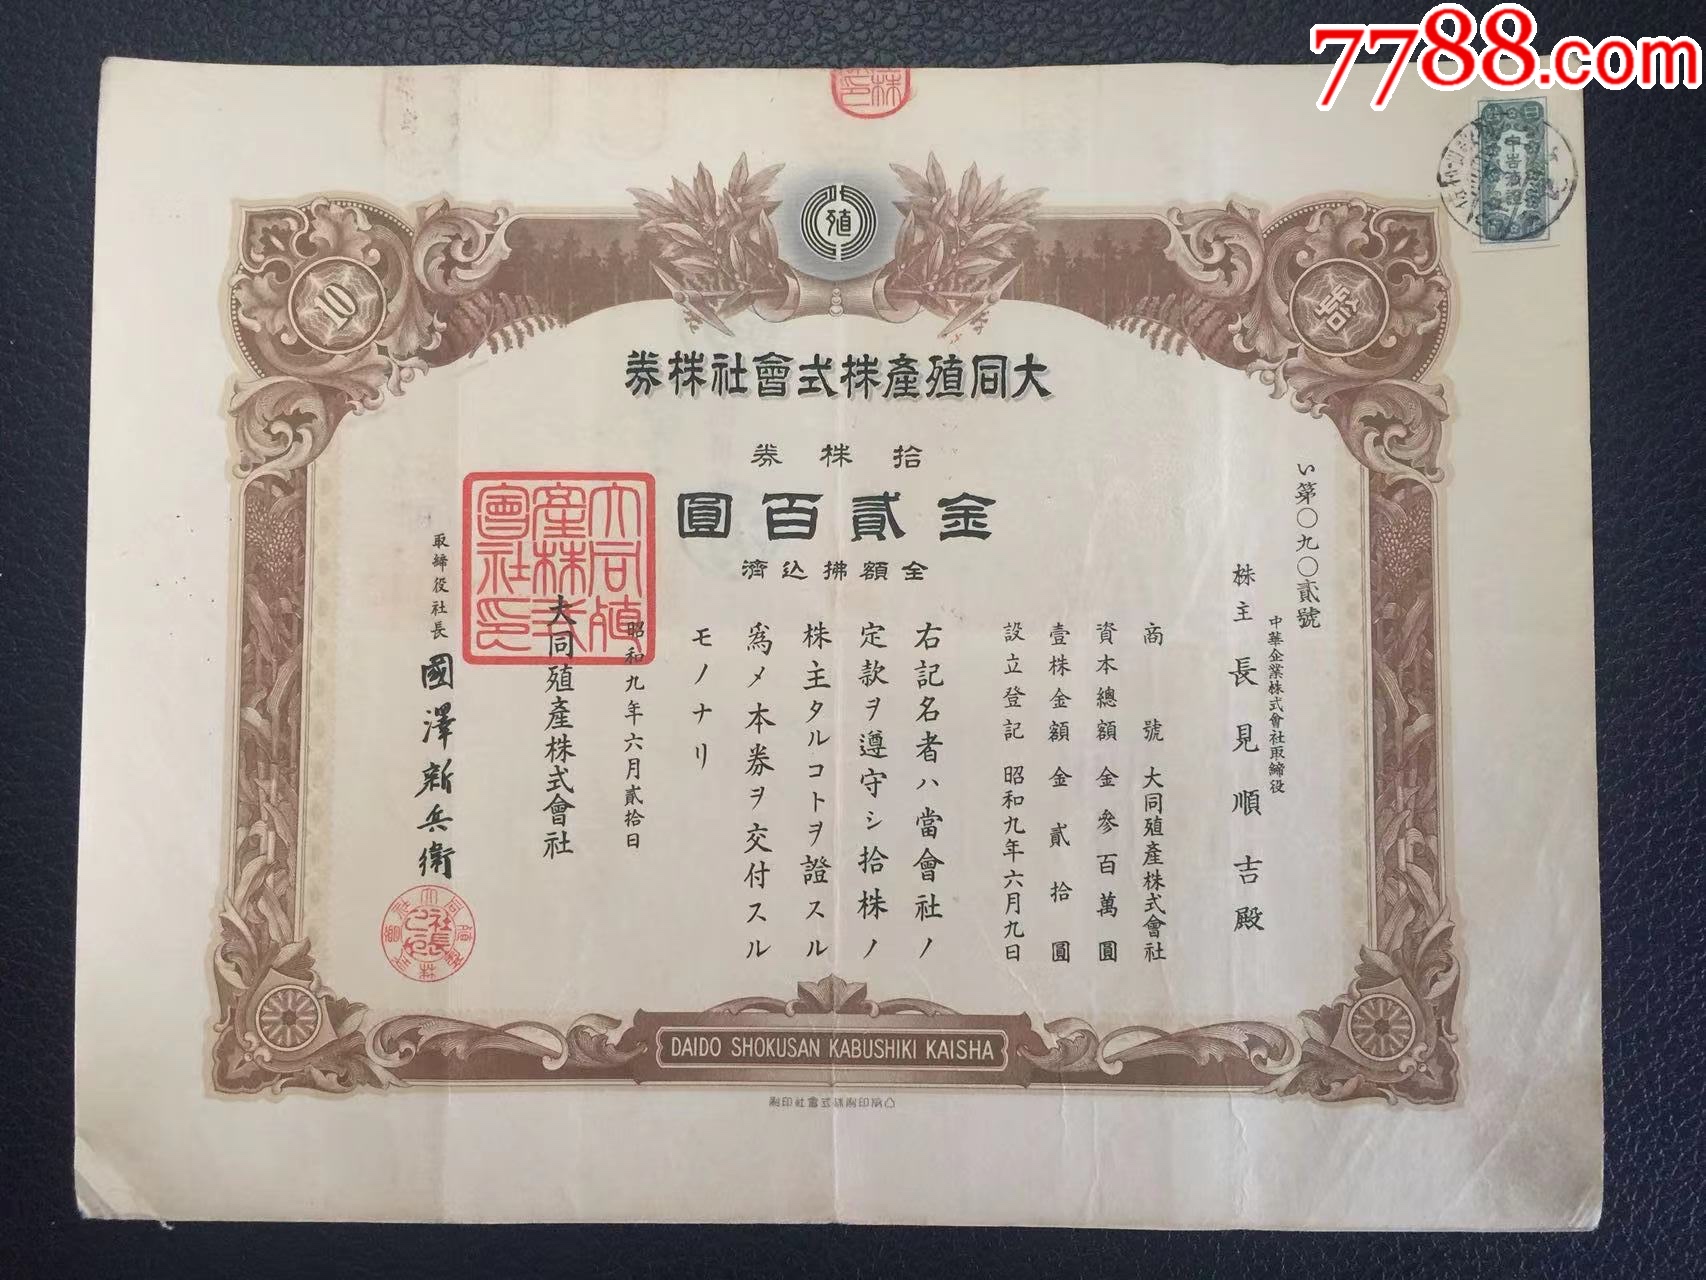 7788.com
殖
10
拾株
大同殖產株式會社株券
拾株券
金貳百圓
全額拂込濟
い第〇九〇〇貳號
中華企業株式會社取締役
株主 長見順吉殿
商號 大同殖產株式會社
資本總額 金參百萬圓
壹株金額 金貳拾圓
設立登記 昭和九年六月九日
右記名者ハ當會社ノ
定款ヲ遵守シ拾株ノ
株主タルコトヲ證スル
爲メ本券ヲ交付スル
モノナリ
昭和九年六月貳拾日
大同殖產株式會社
大同殖產株式會社印
取締役社長 國澤新兵衞
DAIDO SHOKUSAN KABUSHIKI KAISHA
凸版印刷株式會社印刷